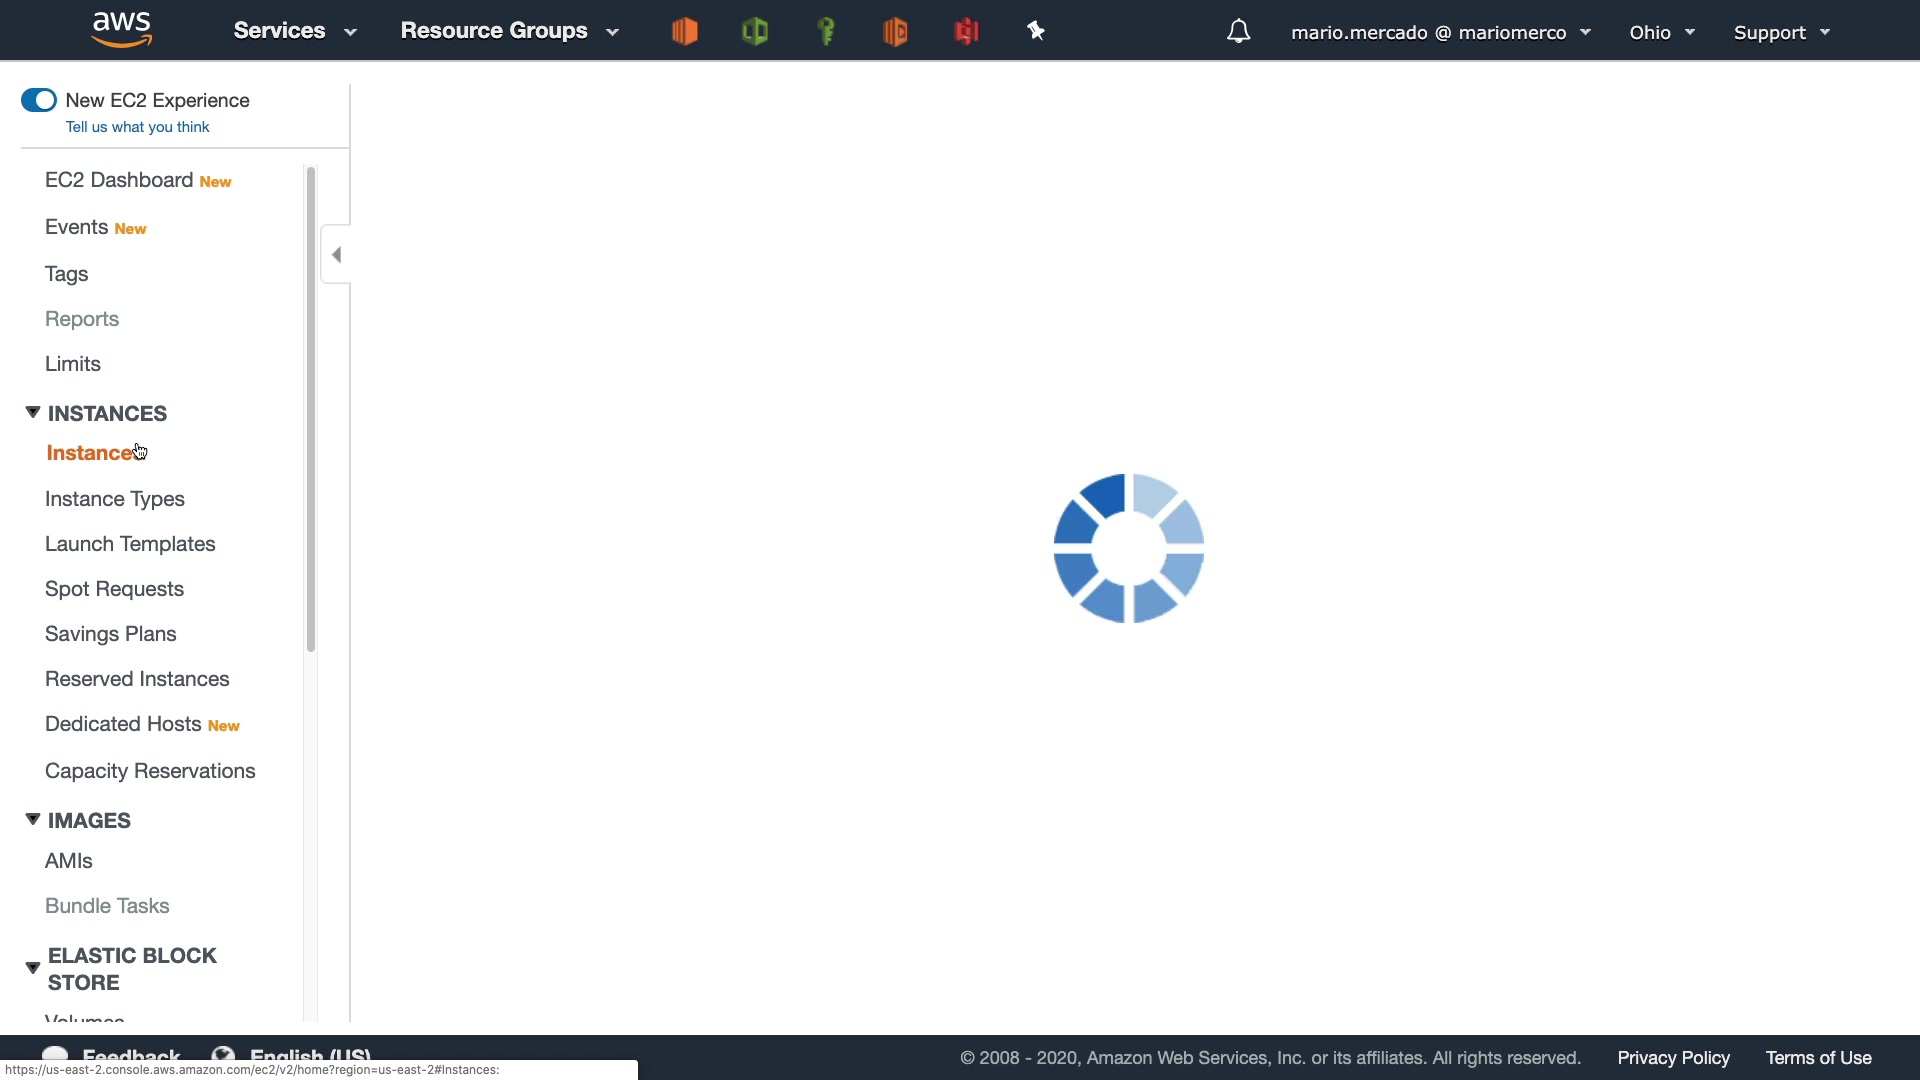 aws
Services
Resource Groups
mario.mercado @ mariomerco
Ohio
Support
New EC2 Experience
Tell us what you think
EC2 Dashboard New
Events New
Tags
Reports
Limits
INSTANCES
Instances
Instance Types
Launch Templates
Spot Requests
Savings Plans
Reserved Instances
Dedicated Hosts New
Capacity Reservations
IMAGES
AMIs
Bundle Tasks
ELASTIC BLOCK
STORE
Volumes
Feedback
English (US)
© 2008 - 2020, Amazon Web Services, Inc. or its affiliates. All rights reserved.
Privacy Policy
Terms of Use
https://us-east-2.console.aws.amazon.com/ec2/v2/home?region=us-east-2#Instances: